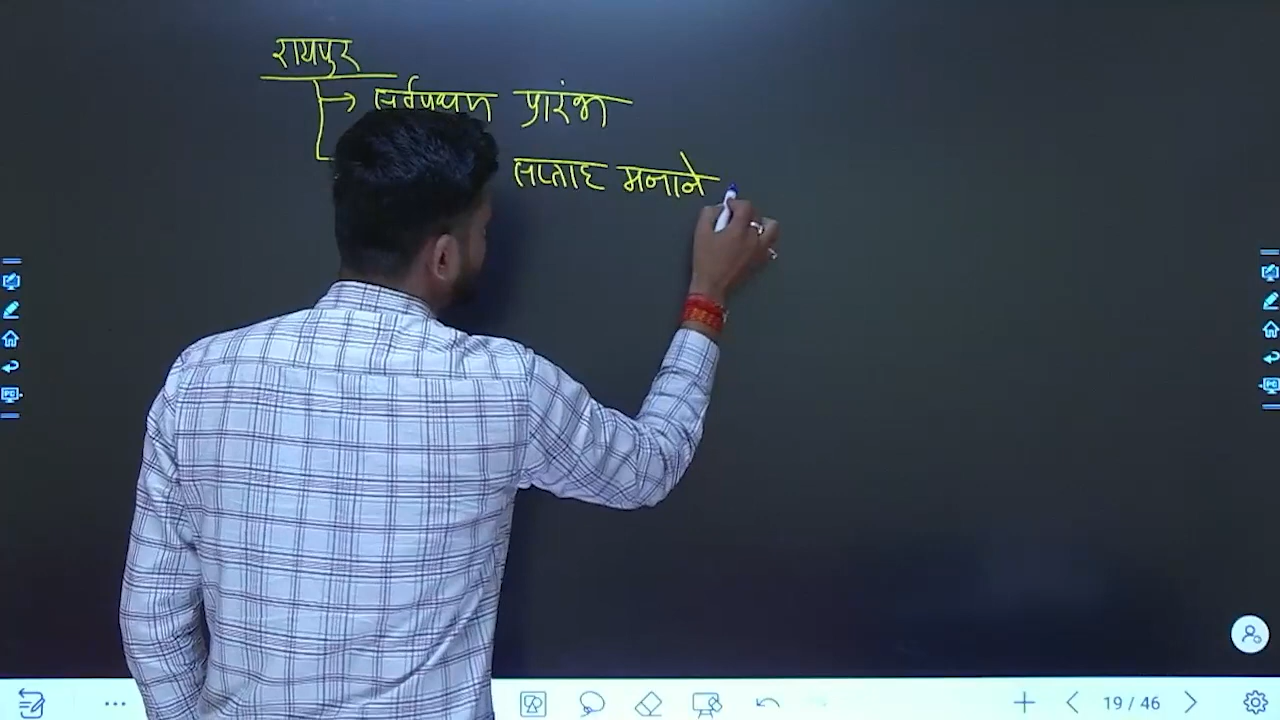 रायपुर
सर्वप्रथम प्रारंभ
सप्ताह मनाने
19 / 46